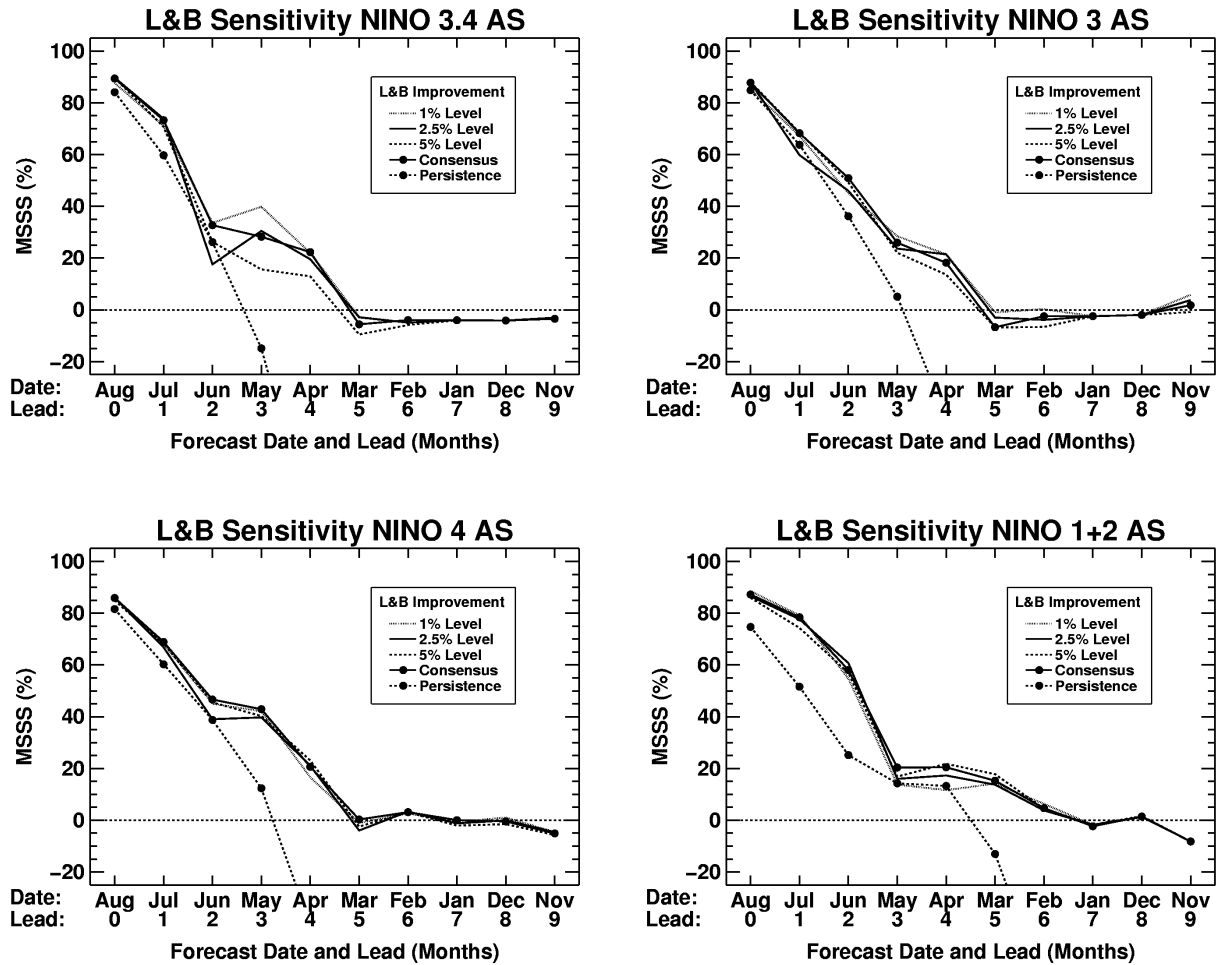 L&B Sensitivity NINO 3.4 AS
100
80
60
40
20
0
−20
MSSS (%)
L&B Improvement
1% Level
2.5% Level
5% Level
Consensus
Persistence
Date: Aug Jul Jun May Apr Mar Feb Jan Dec Nov
Lead: 0 1 2 3 4 5 6 7 8 9
Forecast Date and Lead (Months)
L&B Sensitivity NINO 3 AS
100
80
60
40
20
0
−20
MSSS (%)
L&B Improvement
1% Level
2.5% Level
5% Level
Consensus
Persistence
Date: Aug Jul Jun May Apr Mar Feb Jan Dec Nov
Lead: 0 1 2 3 4 5 6 7 8 9
Forecast Date and Lead (Months)
L&B Sensitivity NINO 4 AS
100
80
60
40
20
0
−20
MSSS (%)
L&B Improvement
1% Level
2.5% Level
5% Level
Consensus
Persistence
Date: Aug Jul Jun May Apr Mar Feb Jan Dec Nov
Lead: 0 1 2 3 4 5 6 7 8 9
Forecast Date and Lead (Months)
L&B Sensitivity NINO 1+2 AS
100
80
60
40
20
0
−20
MSSS (%)
L&B Improvement
1% Level
2.5% Level
5% Level
Consensus
Persistence
Date: Aug Jul Jun May Apr Mar Feb Jan Dec Nov
Lead: 0 1 2 3 4 5 6 7 8 9
Forecast Date and Lead (Months)